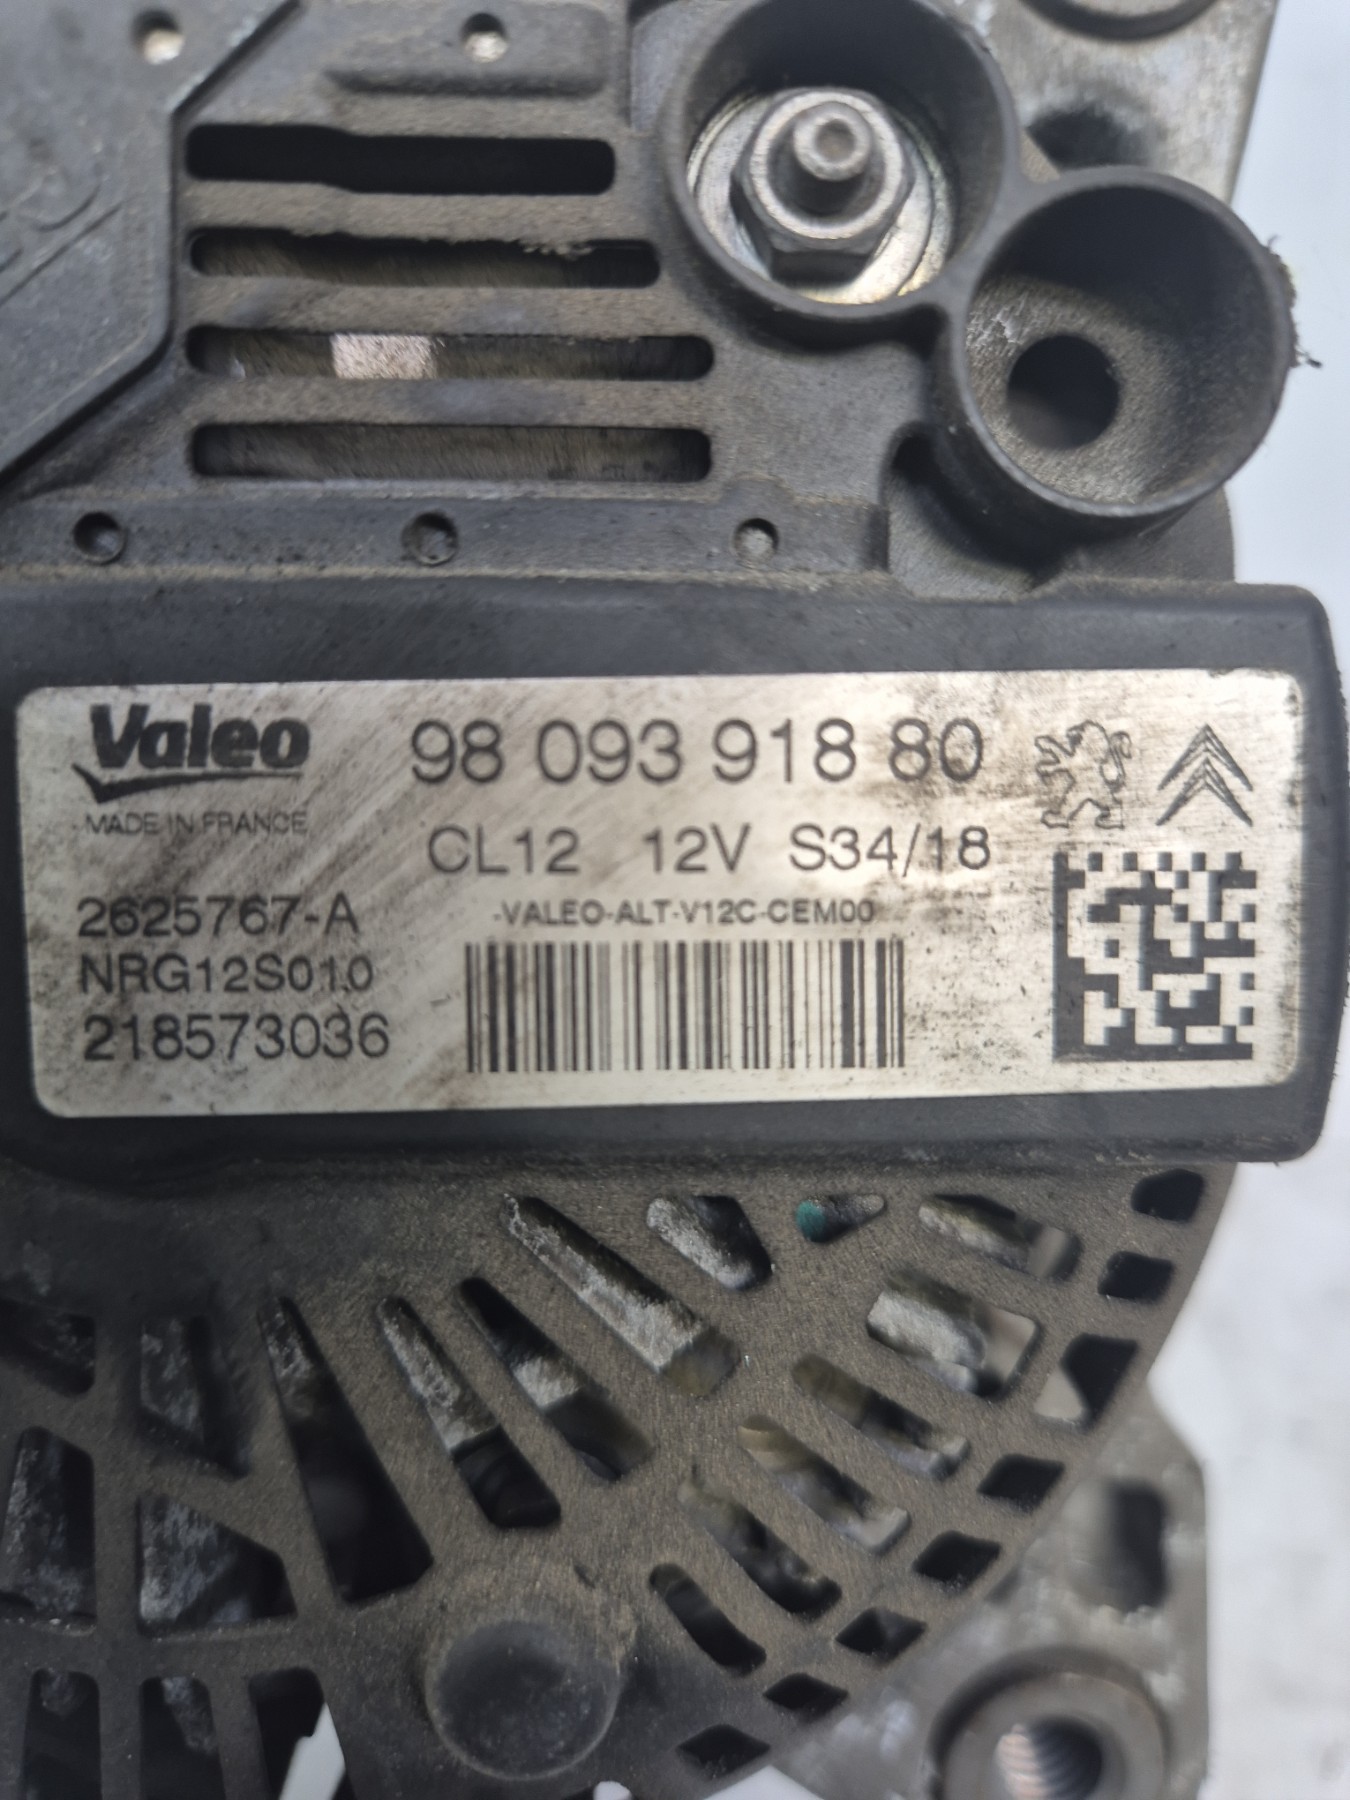 Valeo
98 093 918 80
MADE IN FRANCE
CL12 12V S34/18
2625767-A
-VALEO-ALT-V12C-CEM00
NRG12S010
218573036